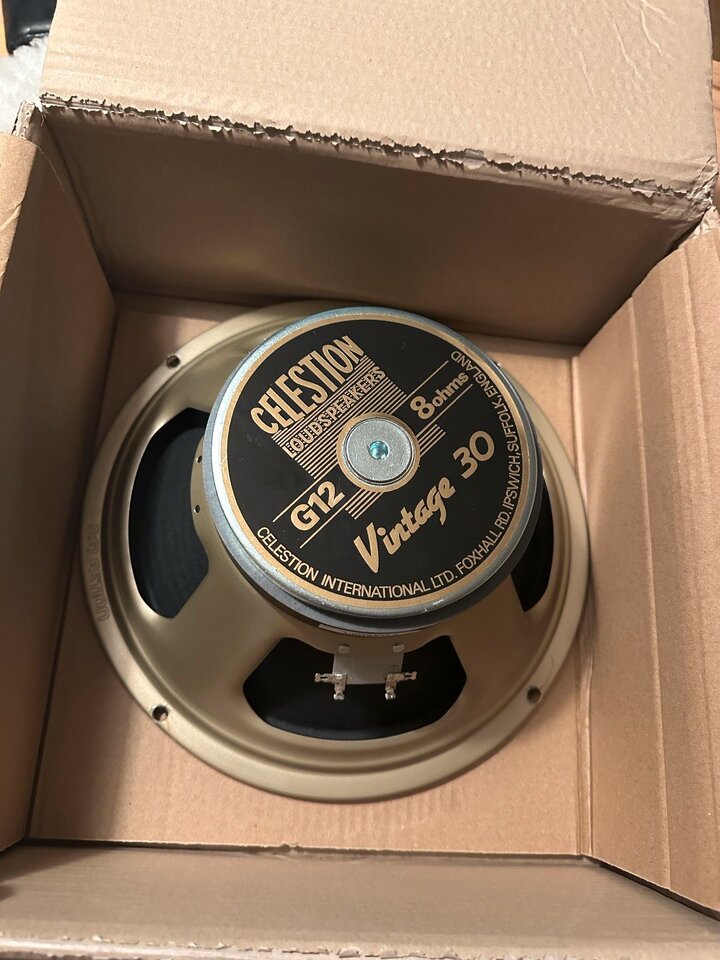 CELESTION
LOUDSPEAKERS
8ohms
G12
Vintage 30
CELESTION INTERNATIONAL LTD. FOXHALL RD. IPSWICH, SUFFOLK, ENGLAND